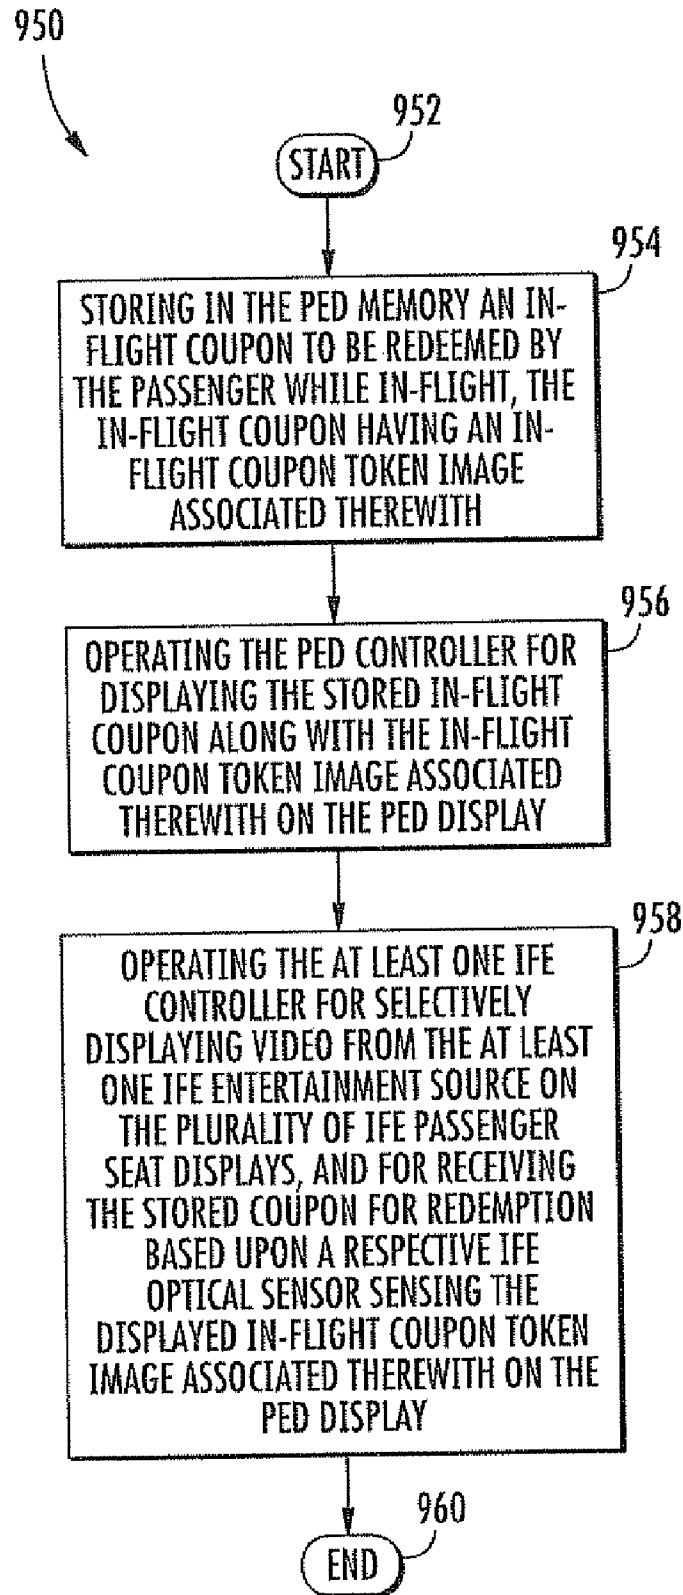 950
952
START
954
STORING IN THE PED MEMORY AN IN-
FLIGHT COUPON TO BE REDEEMED BY
THE PASSENGER WHILE IN-FLIGHT, THE
IN-FLIGHT COUPON HAVING AN IN-
FLIGHT COUPON TOKEN IMAGE
ASSOCIATED THEREWITH
956
OPERATING THE PED CONTROLLER FOR
DISPLAYING THE STORED IN-FLIGHT
COUPON ALONG WITH THE IN-FLIGHT
COUPON TOKEN IMAGE ASSOCIATED
THEREWITH ON THE PED DISPLAY
958
OPERATING THE AT LEAST ONE IFE
CONTROLLER FOR SELECTIVELY
DISPLAYING VIDEO FROM THE AT LEAST
ONE IFE ENTERTAINMENT SOURCE ON
THE PLURALITY OF IFE PASSENGER
SEAT DISPLAYS, AND FOR RECEIVING
THE STORED COUPON FOR REDEMPTION
BASED UPON A RESPECTIVE IFE
OPTICAL SENSOR SENSING THE
DISPLAYED IN-FLIGHT COUPON TOKEN
IMAGE ASSOCIATED THEREWITH ON THE
PED DISPLAY
960
END